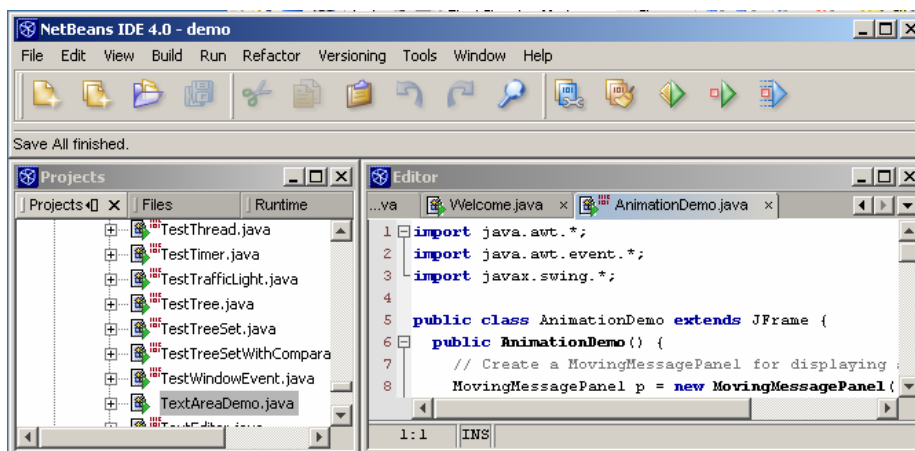 NetBeans IDE 4.0 - demo
File Edit View Build Run Refactor Versioning Tools Window Help
Save All finished.
Projects
Projects Files Runtime
TestThread.java
TestTimer.java
TestTrafficLight.java
TestTree.java
TestTreeSet.java
TestTreeSetWithCompara
TestWindowEvent.java
TextAreaDemo.java
Editor
...va Welcome.java AnimationDemo.java
1 import java.awt.*;
2 import java.awt.event.*;
3 import javax.swing.*;
4
5 public class AnimationDemo extends JFrame {
6 public AnimationDemo() {
7 // Create a MovingMessagePanel for displaying
8 MovingMessagePanel p = new MovingMessagePanel(
1:1 INS